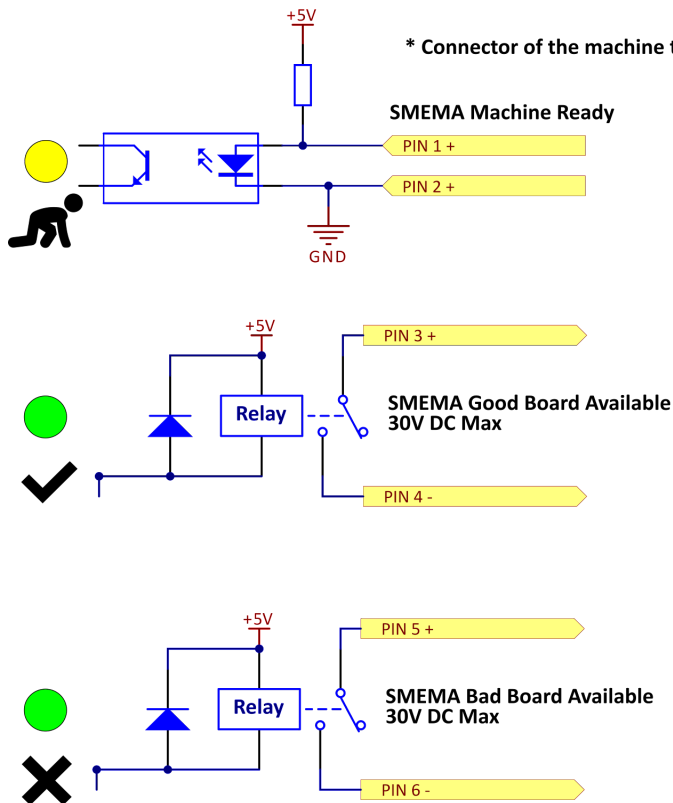 +5V
* Connector of the machine
SMEMA Machine Ready
PIN 1 +
PIN 2 +
GND
+5V
PIN 3 +
Relay
SMEMA Good Board Available
30V DC Max
PIN 4 -
+5V
PIN 5 +
Relay
SMEMA Bad Board Available
30V DC Max
PIN 6 -